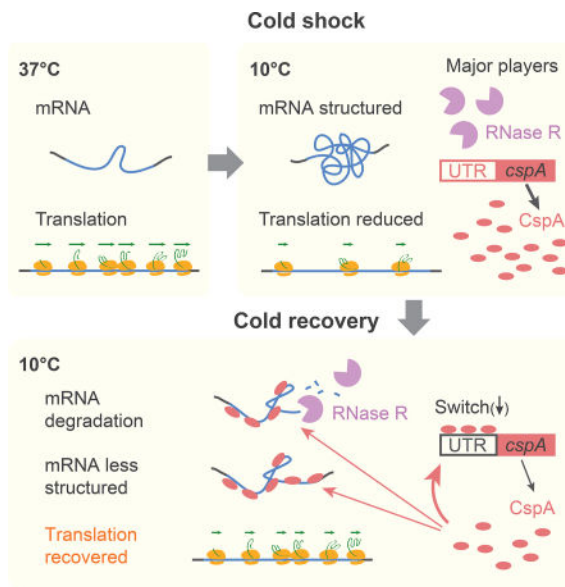 Cold shock
37°C
mRNA
Translation
10°C
mRNA structured
Translation reduced
Major players
RNase R
UTR cspA
CspA
Cold recovery
10°C
mRNA
degradation
RNase R
mRNA less
structured
Translation
recovered
Switch(↓)
UTR cspA
CspA